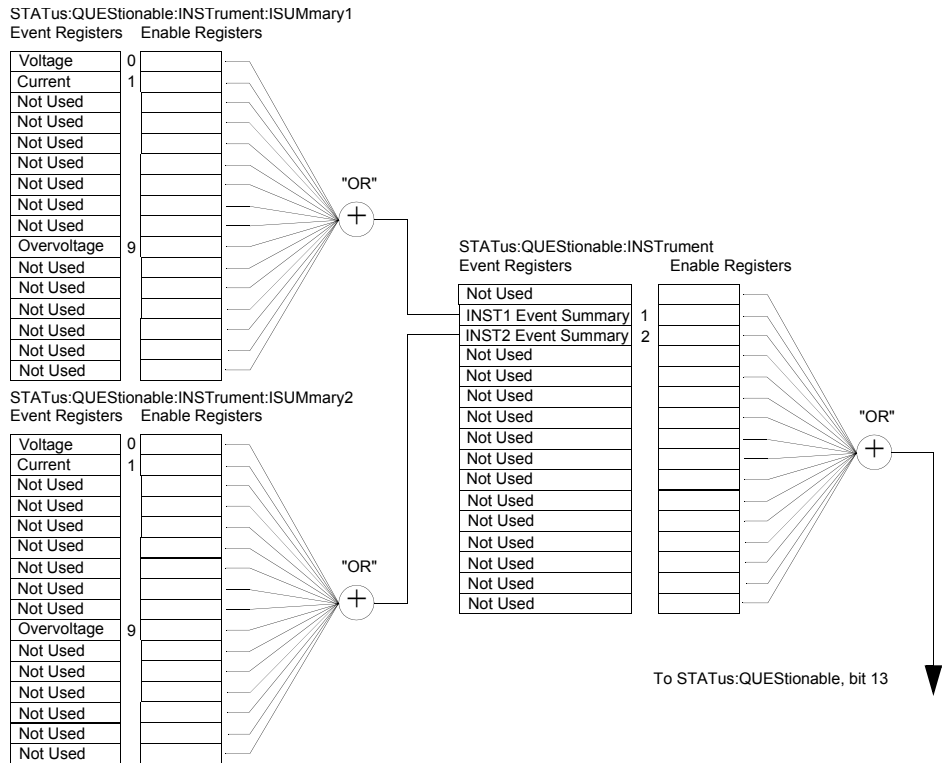 STATus:QUEStionable:INSTrument:ISUMmary1
Event Registers Enable Registers
Voltage 0
Current 1
Not Used
Not Used
Not Used
Not Used
Not Used
Not Used
Not Used
Overvoltage 9
Not Used
Not Used
Not Used
Not Used
Not Used
Not Used
"OR"
+
STATus:QUEStionable:INSTrument:ISUMmary2
Event Registers Enable Registers
Voltage 0
Current 1
Not Used
Not Used
Not Used
Not Used
Not Used
Not Used
Not Used
Overvoltage 9
Not Used
Not Used
Not Used
Not Used
Not Used
Not Used
"OR"
+
STATus:QUEStionable:INSTrument
Event Registers Enable Registers
Not Used
INST1 Event Summary 1
INST2 Event Summary 2
Not Used
Not Used
Not Used
Not Used
Not Used
Not Used
Not Used
Not Used
Not Used
Not Used
Not Used
Not Used
Not Used
"OR"
+
To STATus:QUEStionable, bit 13